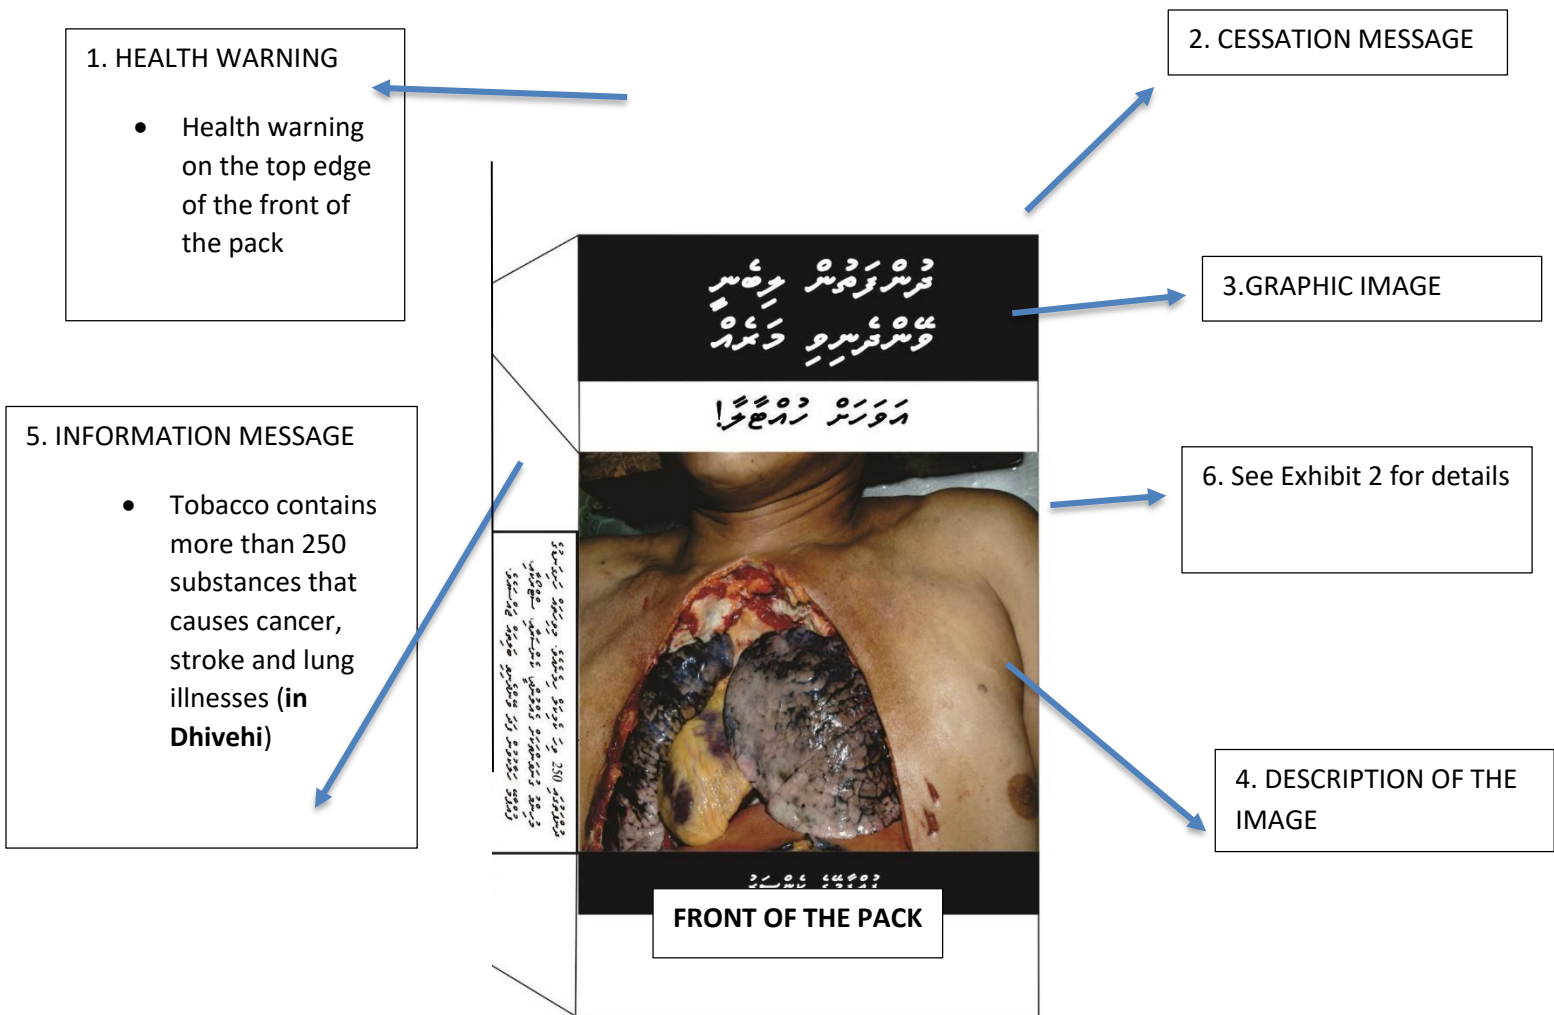 1. HEALTH WARNING
• Health warning
on the top edge
of the front of
the pack
2. CESSATION MESSAGE
3.GRAPHIC IMAGE
ދުންފަތުން ލިބެނީ
ވޭންދެނިވި މަރެއް
އަވަހަށް ހުއްޓާލާ!
5. INFORMATION MESSAGE
• Tobacco contains
more than 250
substances that
causes cancer,
stroke and lung
illnesses (in
Dhivehi)
6. See Exhibit 2 for details
4. DESCRIPTION OF THE
IMAGE
250
ފުއްޕާމޭގެ ކެންސަރު
FRONT OF THE PACK